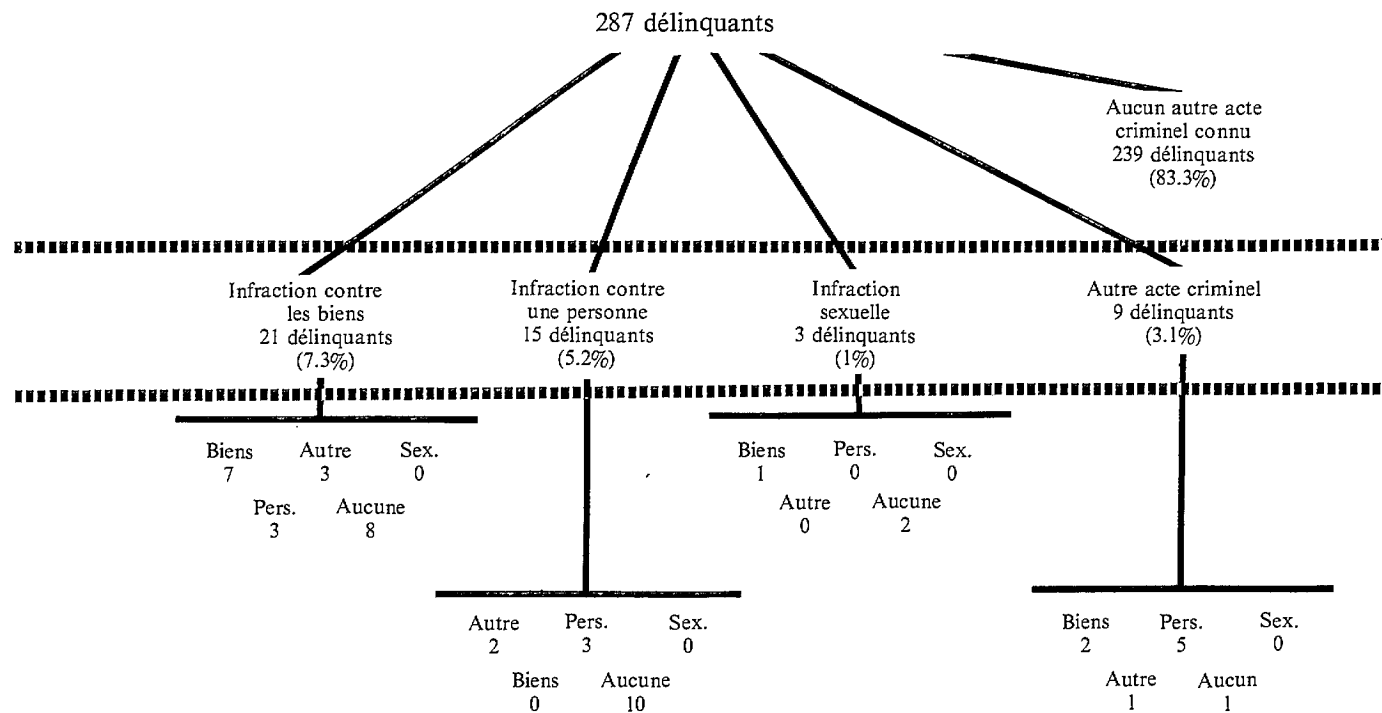 287 délinquants
Aucun autre acte
criminel connu
239 délinquants
(83.3%)
Infraction contre
les biens
21 délinquants
(7.3%)
Infraction contre
une personne
15 délinquants
(5.2%)
Infraction
sexuelle
3 délinquants
(1%)
Autre acte criminel
9 délinquants
(3.1%)
Biens Autre Sex.
7 3 0
Pers. Aucune
3 8
Autre Pers. Sex.
2 3 0
Biens Aucune
0 10
Biens Pers. Sex.
1 0 0
Autre Aucune
0 2
Biens Pers. Sex.
2 5 0
Autre Aucun
1 1